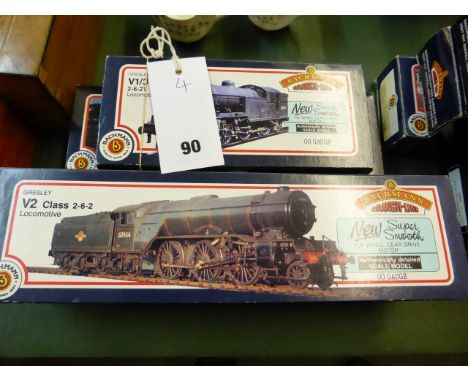 GRESLEY
V1/3
2-6-2T
Locomotive
4
90
BACHMANN
BRANCH-LINE
New Super
Smooth
Authentically detailed
SCALE MODEL
OO GAUGE
BACHMANN
GRESLEY
V2 Class 2-6-2
Locomotive
BACHMANN
BRANCH-LINE
New Super
Smooth
SIX WHEEL GEAR DRIVE
MOTOR
Authentically detailed
SCALE MODEL
OO GAUGE
BACHMANN